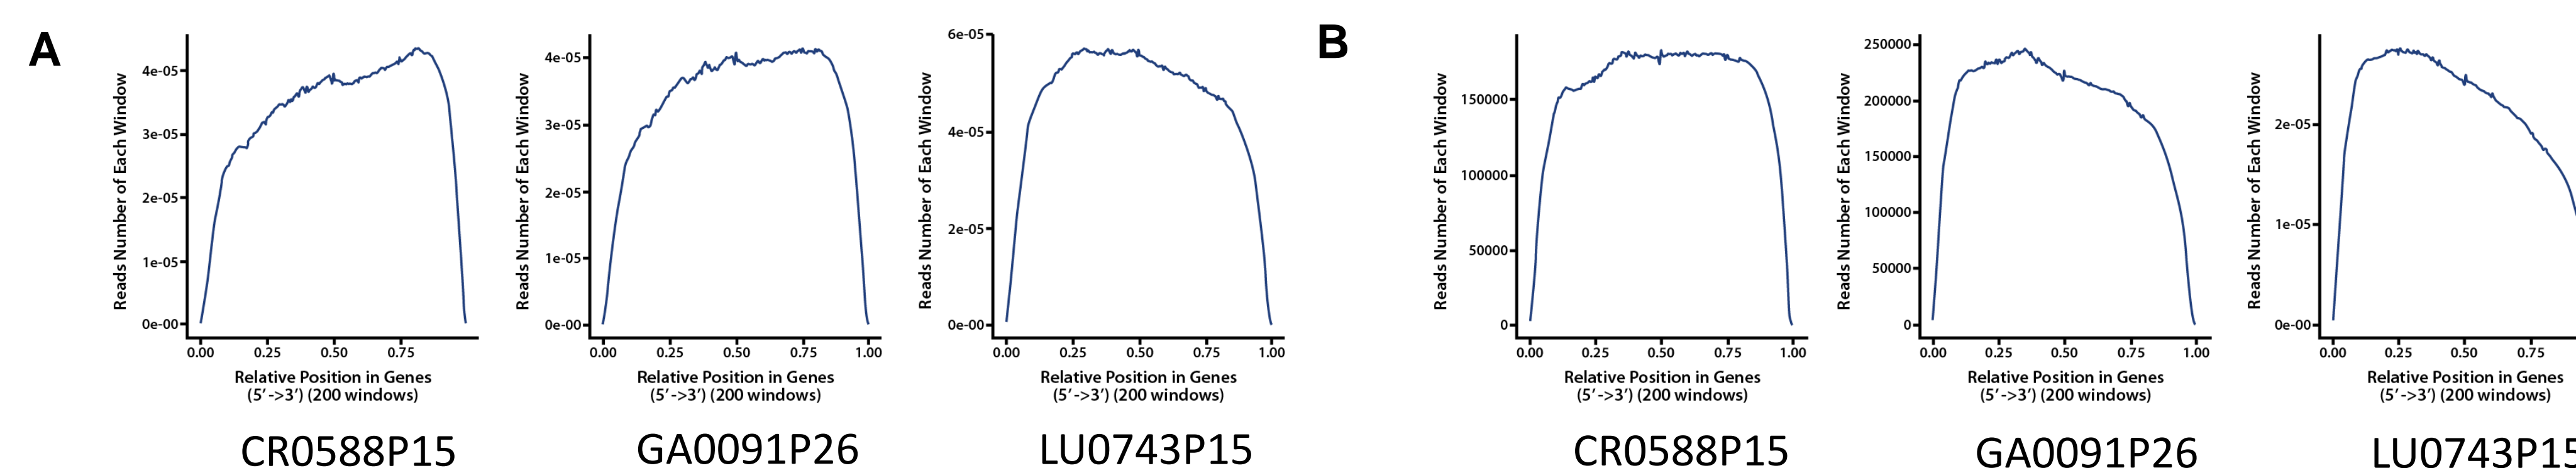 A
Reads Number of Each Window
4e-05
3e-05
2e-05
1e-05
0e-00
0.00 0.25 0.50 0.75
Relative Position in Genes
(5’->3’) (200 windows)
CR0588P15
Reads Number of Each Window
4e-05
3e-05
2e-05
1e-05
0e-00
0.00 0.25 0.50 0.75 1.00
Relative Position in Genes
(5’->3’) (200 windows)
GA0091P26
Reads Number of Each Window
6e-05
4e-05
2e-05
0e-00
0.00 0.25 0.50 0.75 1.00
Relative Position in Genes
(5’->3’) (200 windows)
LU0743P15
B
Reads Number of Each Window
150000
100000
50000
0
0.00 0.25 0.50 0.75 1.00
Relative Position in Genes
(5’->3’) (200 windows)
CR0588P15
Reads Number of Each Window
250000
200000
150000
100000
50000
0
0.00 0.25 0.50 0.75 1.00
Relative Position in Genes
(5’->3’) (200 windows)
GA0091P26
Reads Number of Each Window
2e-05
1e-05
0e-00
0.00 0.25 0.50 0.75
Relative Position in Genes
(5’->3’) (200 windows)
LU0743P15